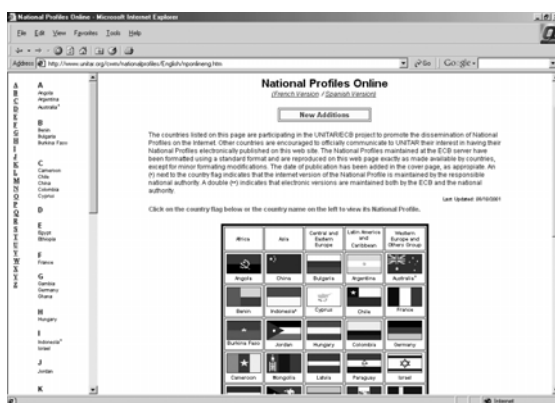 National Profiles Online - Microsoft Internet Explorer
File Edit View Favorites Tools Help
Address http://www.unitar.org/cwm/nationalprofiles/English/nponlineing.htm
Go Google
A
B
C
D
E
F
G
H
I
J
K
L
M
N
O
P
Q
R
S
T
U
V
W
X
Y
Z
A
Angola
Argentina
Australia*
B
Benin
Bulgaria
Burkina Faso
C
Cameroon
Chile
China
Colombia
Cyprus
D
E
Egypt
Ethiopia
F
France
G
Gambia
Germany
Ghana
H
Hungary
I
Indonesia*
Israel
J
Jordan
K
National Profiles Online
(French Version / Spanish Version)
New Additions
The countries listed on this page are participating in the UNITAR/ECB project to promote the dissemination of National
Profiles on the Internet. Other countries are encouraged to officially communicate to UNITAR their interest in having their
National Profiles electronically published on this web site. The National Profiles maintained at the ECB server have
been formatted using a standard format and are reproduced on this web page exactly as made available by countries,
except for minor formatting modifications. The date of publication has been added in the cover page, as appropiate. An
(*) next to the country flag indicates that the internet version of the National Profile is maintained by the responsible
national authority. A double (**) indicates that electronic versions are maintained both by the ECB and the national
authority.
Last Updated: 09/10/2001
Click on the country flag below or the country name on the left to view its National Profile.
Africa Asia Central and Eastern Europe Latin America and Caribbean Western Europe and Others Group
Angola China Bulgaria Argentina Australia*
Benin Indonesia* Cyprus Chile France
Burkina Faso Jordan Hungary Colombia Germany
Cameroon Mongolia Latvia Paraguay Israel
Internet